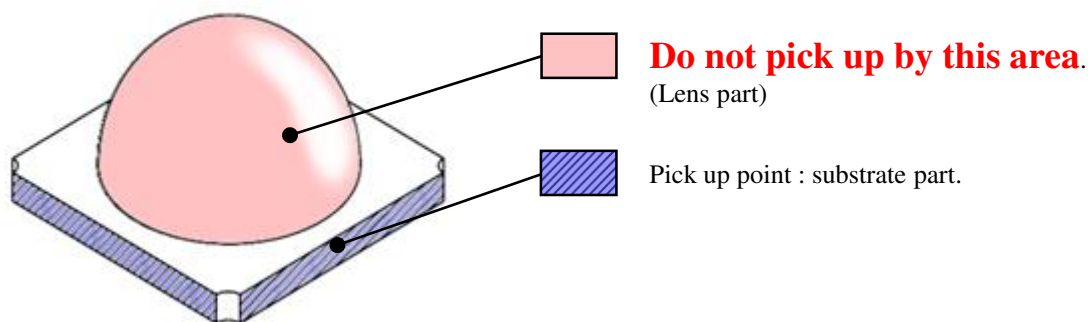 Do not pick up by this area.
(Lens part)
Pick up point : substrate part.